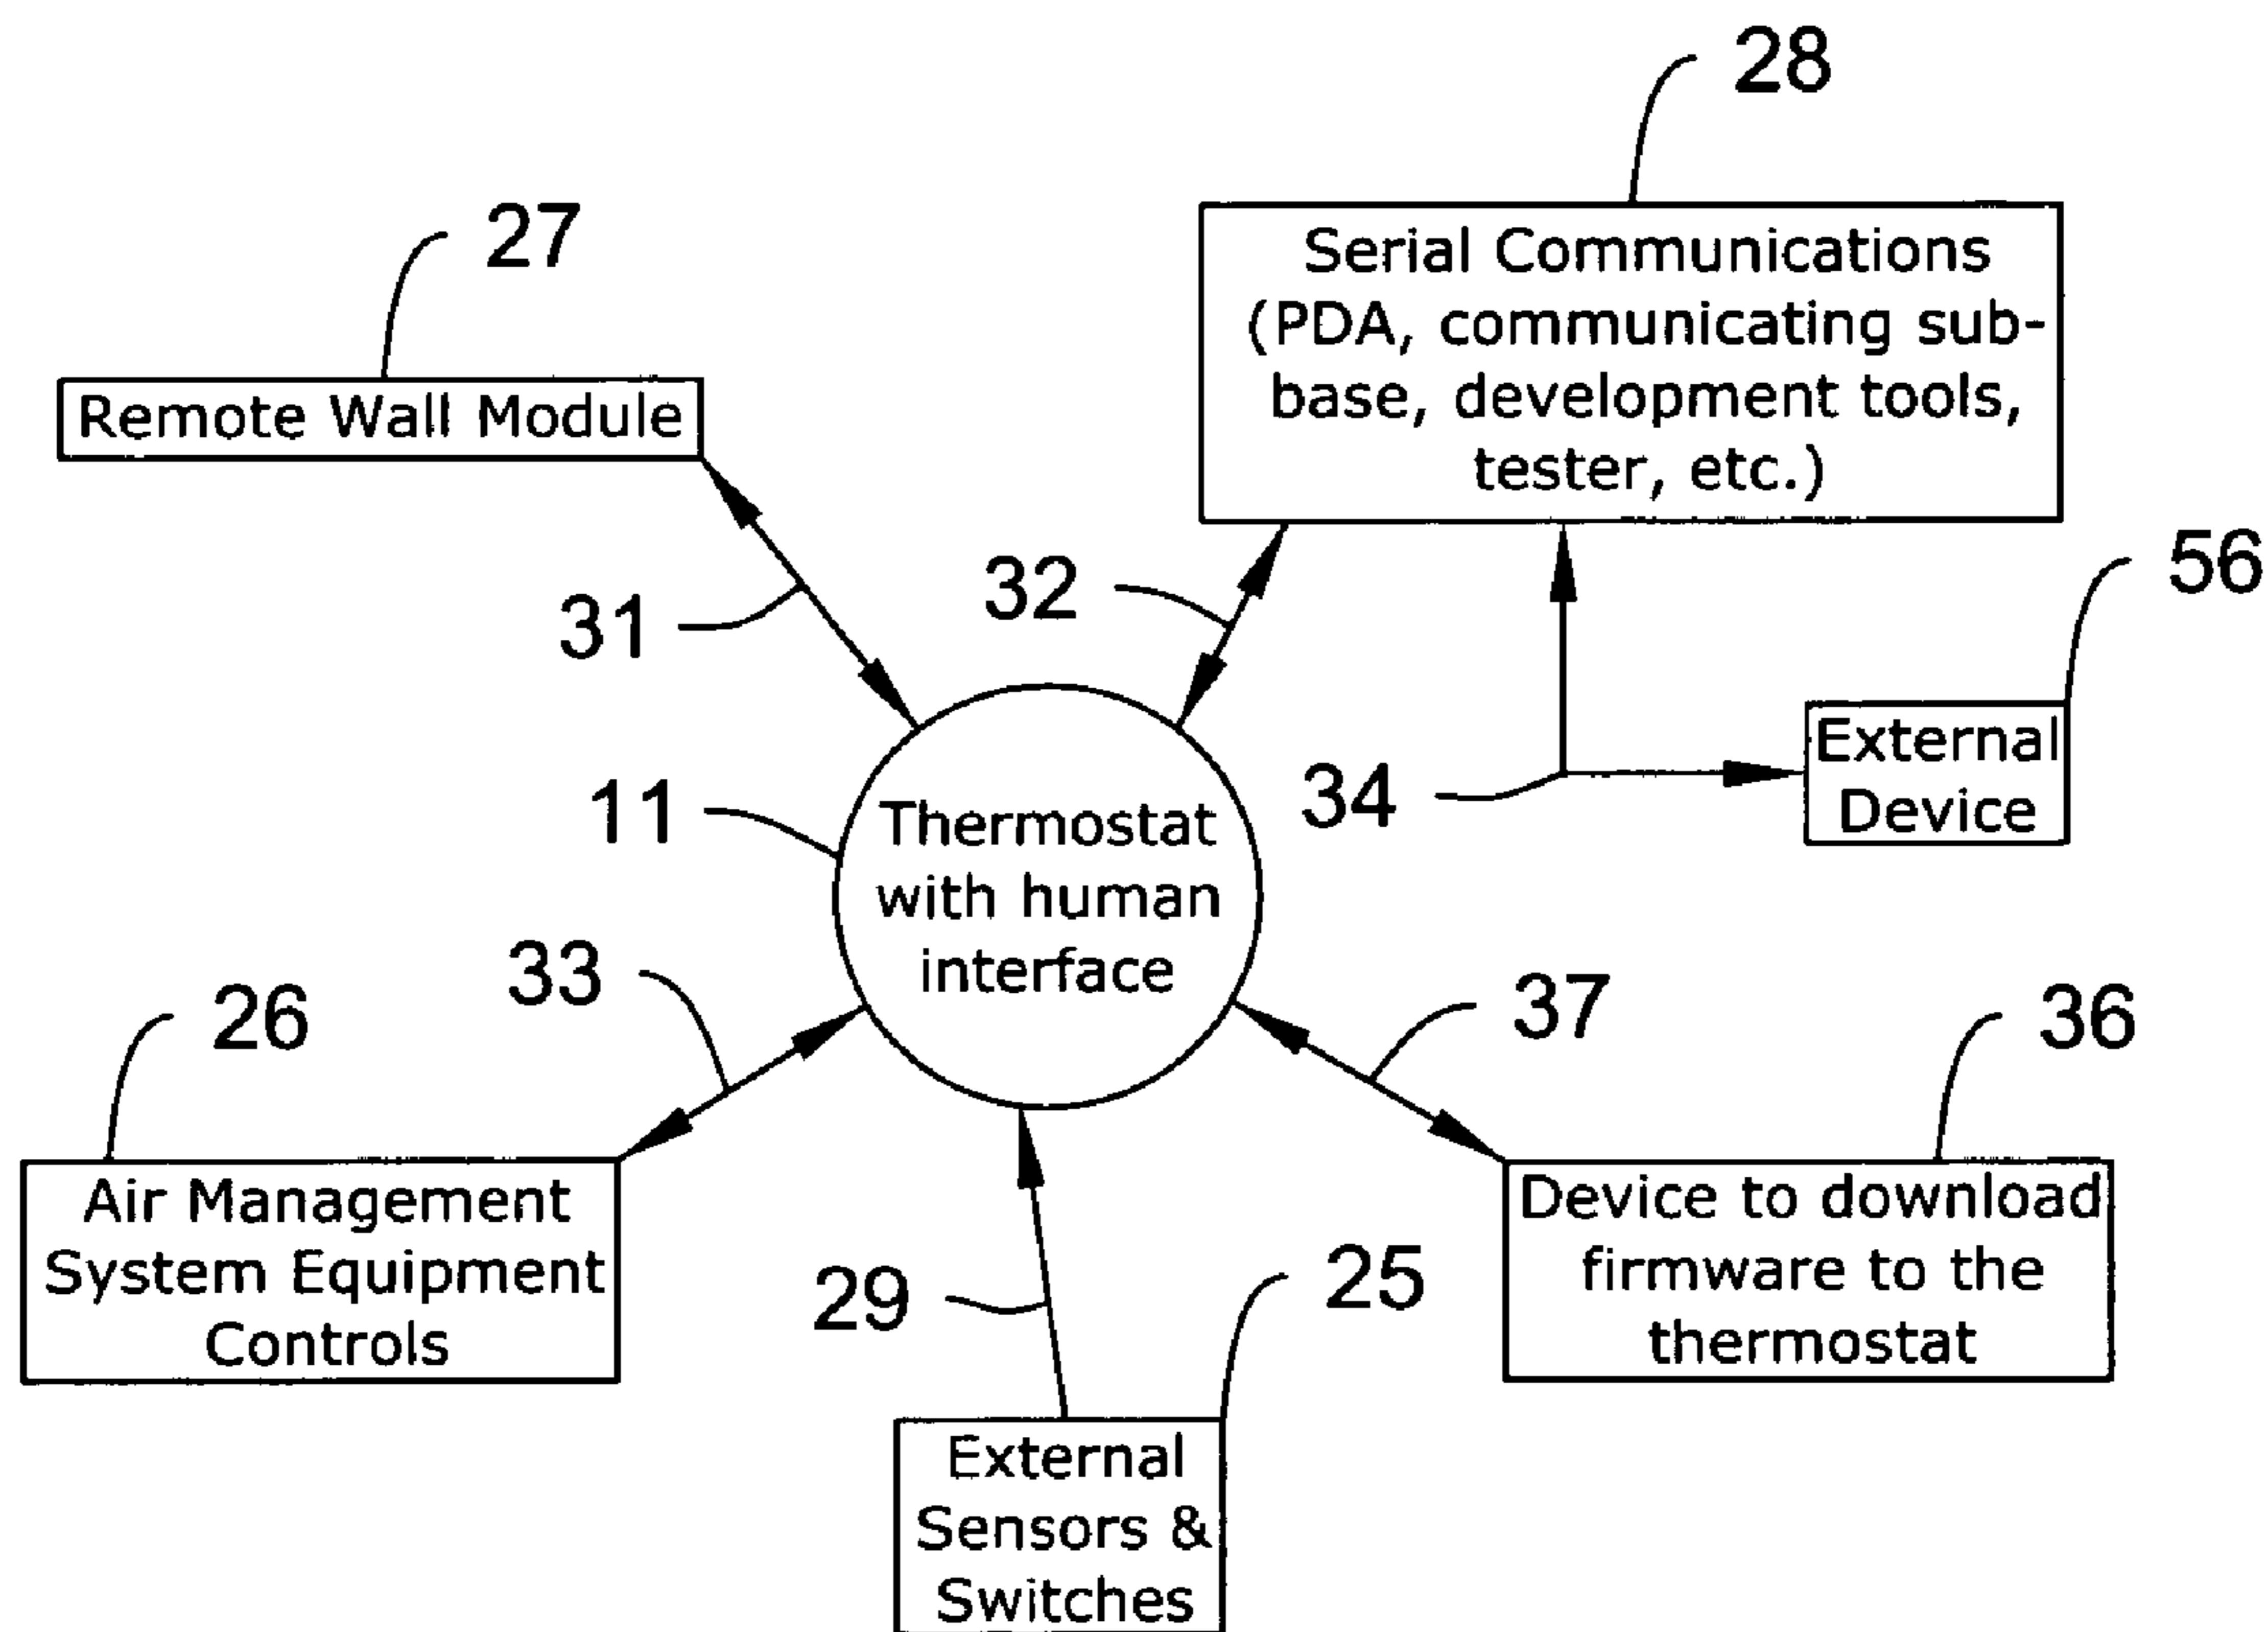 28
27
Serial Communications
(PDA, communicating sub-
base, development tools,
tester, etc.)
Remote Wall Module
56
32
31
External
Device
34
11
Thermostat
with human
interface
33
37
26
36
Air Management
System Equipment
Controls
Device to download
firmware to the
thermostat
29
25
External
Sensors &
Switches